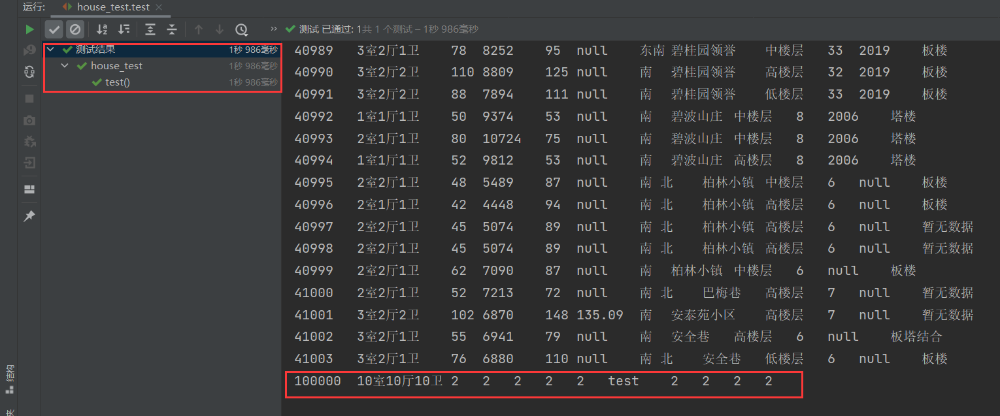 运行: house_test.test
测试 已通过: 1共 1 个测试 – 1秒 986毫秒
测试结果 1秒 986毫秒
house_test 1秒 986毫秒
test() 1秒 986毫秒
40989 3室2厅1卫 78 8252 95 null 东南 碧桂园领誉 中楼层 33 2019 板楼
40990 3室2厅2卫 110 8809 125 null 南 碧桂园领誉 高楼层 32 2019 板楼
40991 3室2厅2卫 88 7894 111 null 南 碧桂园领誉 低楼层 33 2019 板楼
40992 1室1厅1卫 50 9374 53 null 南 碧波山庄 中楼层 8 2006 塔楼
40993 2室1厅1卫 80 10724 75 null 南 碧波山庄 中楼层 8 2006 塔楼
40994 1室1厅1卫 52 9812 53 null 南 碧波山庄 高楼层 8 2006 塔楼
40995 2室2厅1卫 48 5489 87 null 南 北 柏林小镇 中楼层 6 null 板楼
40996 2室1厅1卫 42 4448 94 null 南 北 柏林小镇 高楼层 6 null 板楼
40997 2室2厅1卫 45 5074 89 null 南 北 柏林小镇 高楼层 6 null 暂无数据
40998 2室2厅1卫 45 5074 89 null 南 北 柏林小镇 高楼层 6 null 暂无数据
40999 2室2厅1卫 62 7090 87 null 南 柏林小镇 中楼层 6 null 板楼
41000 2室2厅1卫 52 7213 72 null 南 北 巴梅巷 高楼层 7 null 暂无数据
41001 3室2厅2卫 102 6870 148 135.09 南 安泰苑小区 高楼层 7 null 暂无数据
41002 3室2厅1卫 55 6941 79 null 南 安全巷 高楼层 6 null 板塔结合
41003 3室2厅1卫 76 6880 110 null 南 北 安全巷 低楼层 6 null 板楼
100000 10室10厅10卫 2 2 2 2 2 test 2 2 2 2
结构